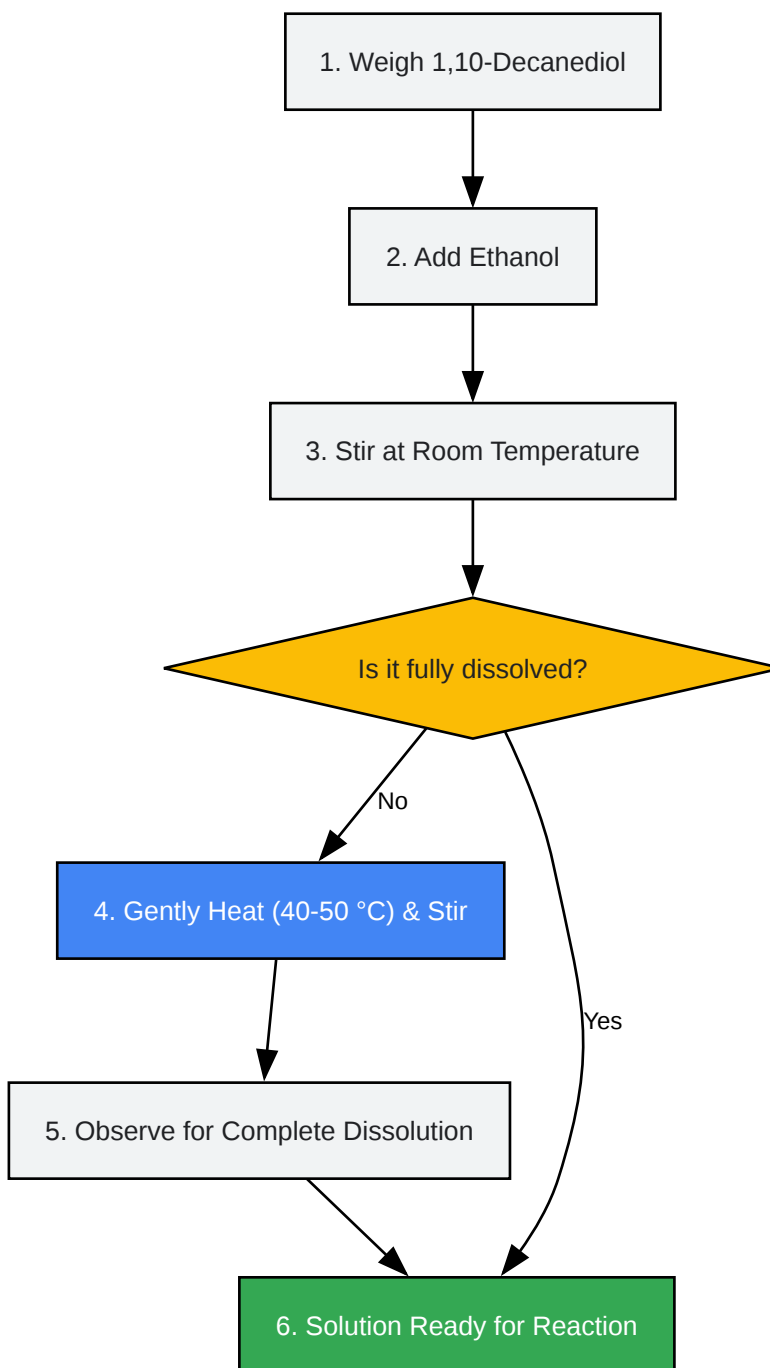 1. Weigh 1,10-Decanediol
2. Add Ethanol
3. Stir at Room Temperature
Is it fully dissolved?
No
4. Gently Heat (40-50 °C) & Stir
Yes
5. Observe for Complete Dissolution
6. Solution Ready for Reaction